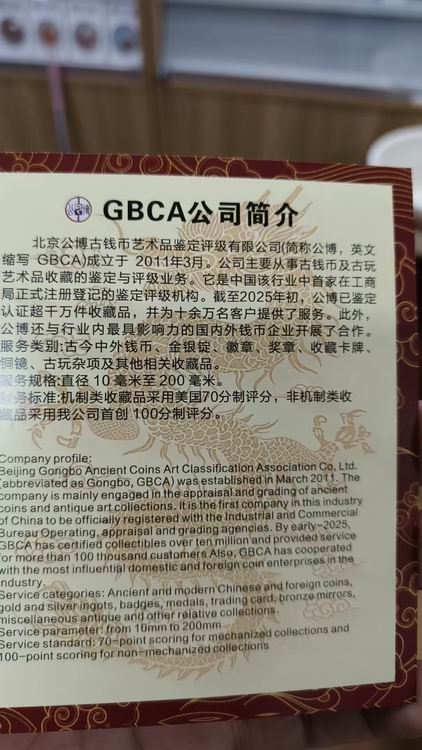 GBCA公司简介
北京公博古钱币艺术品鉴定评级有限公司(简称公博，英文
缩写 GBCA)成立于 2011年3月。公司主要从事古钱币及古玩
艺术品收藏的鉴定与评级业务。它是中国该行业中首家在工商
局正式注册登记的鉴定评级机构。截至2025年初，公博已鉴定
认证超千万件收藏品，并为十余万名客户提供了服务。此外，
公博还与行业内最具影响力的国内外钱币企业开展了合作。
服务类别:古今中外钱币、金银锭、徽章、奖章、收藏卡牌、
铜镜、古玩杂项及其他相关收藏品。
服务规格:直径 10毫米至 200毫米。
服务标准:机制类收藏品采用美国70分制评分，非机制类收
藏品采用我公司首创 100分制评分。
Company profile:
Beijing Gongbo Ancient Coins Art Classification Association Co, Ltd.
(abbreviated as Gongbo, GBCA) was established in March 2011. The
company is mainly engaged in the appraisal and grading of ancient
coins and antique art collections. It is the first company in this industry
of China to be officially registered with the Industrial and Commercial
Bureau Operating, appraisal and grading agencies. By early-2025,
GBCA has certified collectibles over ten million and provided service
for more than 100 thousand customers Also, GBCA has cooperated
with the most influential domestic and foreign coin enterprises in the
industry.
Service categories: Ancient and modern Chinese and foreign coins,
gold and silver ingots, badges, medals, trading card, bronze mirrors,
miscellaneous antique and other relative collections.
Service parameter: from 10mm to 200mm
Service standard: 70-point scoring for mechanized collections and
100-point scoring for non-mechanized collections